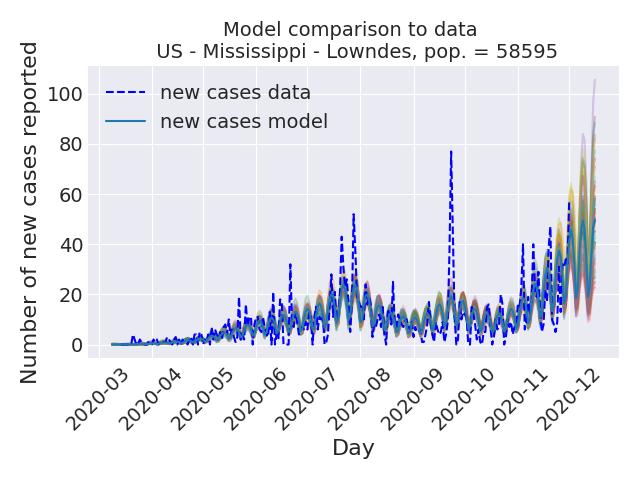 Model comparison to data
US - Mississippi - Lowndes, pop. = 58595
Number of new cases reported
100
80
60
40
20
0
new cases data
new cases model
2020-03
2020-04
2020-05
2020-06
2020-07
2020-08
2020-09
2020-10
2020-11
2020-12
Day